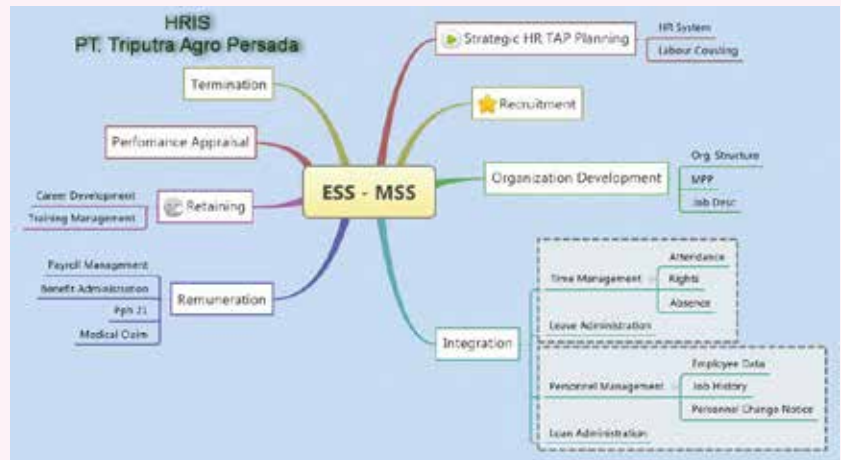 HRIS
PT. Triputra Agro Persada
Strategic HR TAP Planning
HR System
Labour Cousting
Recruitment
Organization Development
Org. Structure
MPP
Job Desc
Integration
Time Management
Attendance
Rights
Absence
Leave Administration
Personnel Management
Employee Data
Job History
Personnel Change Notice
Loan Administration
ESS - MSS
Termination
Perfomance Appraisal
Retaining
Career Development
Training Management
Remuneration
Payroll Management
Benefit Administration
Pph 21
Medical Claim